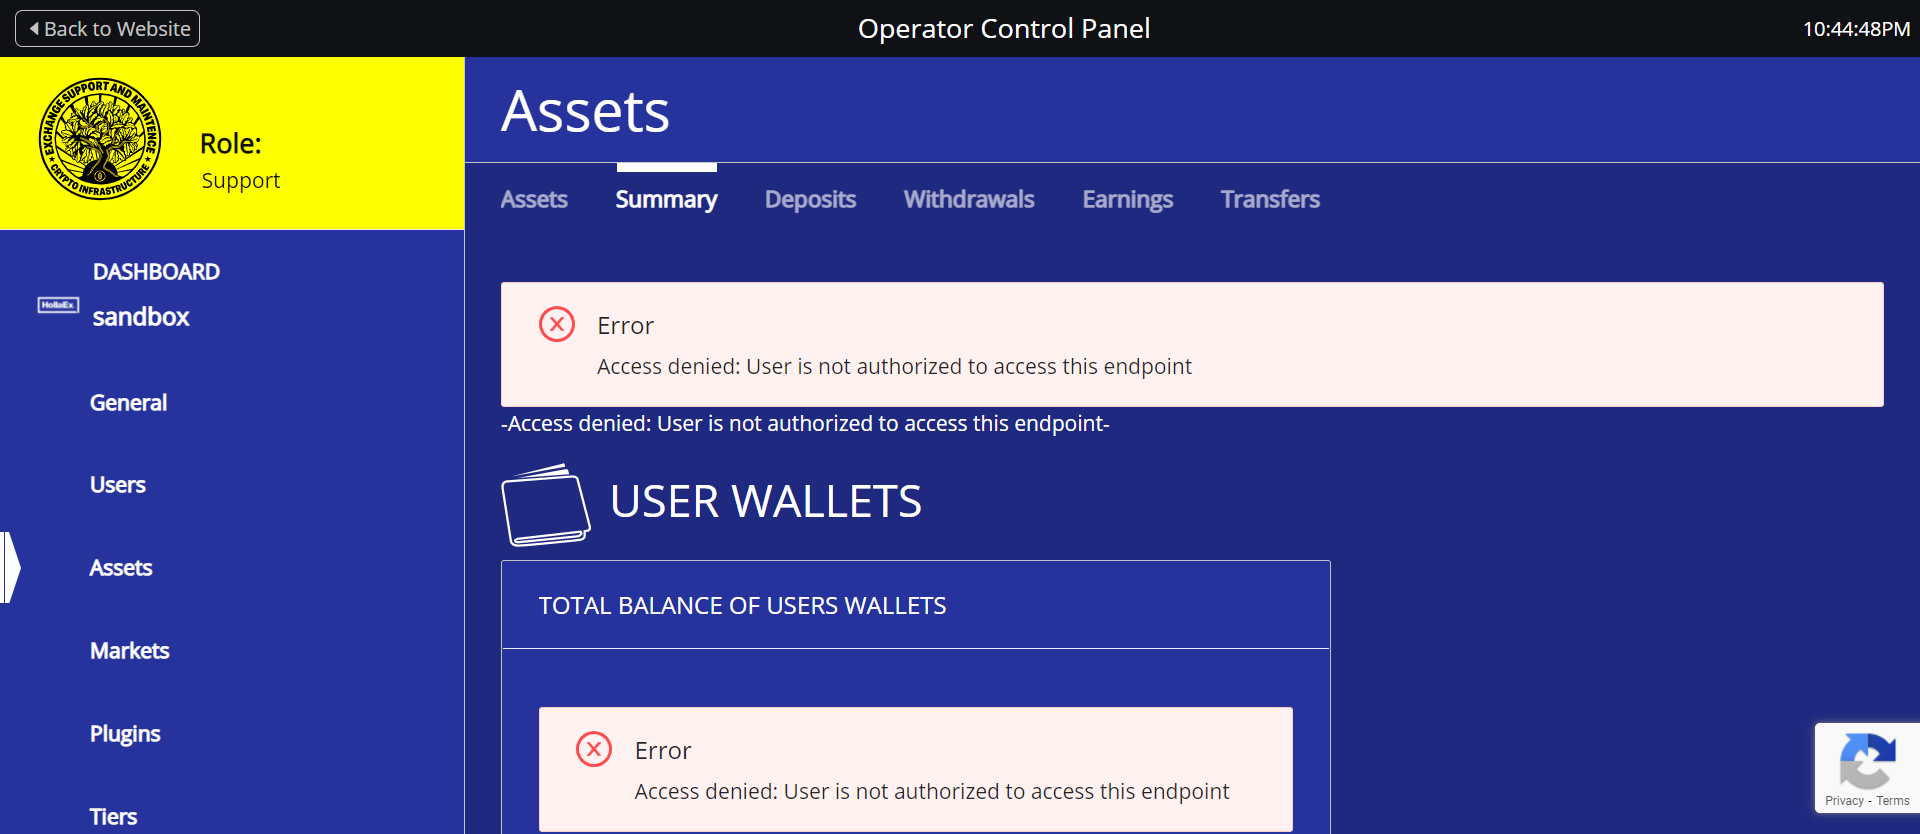 Back to Website
Operator Control Panel
10:44:48PM
EXCHANGE SUPPORT AND MAINTENCE
CRYPTO INFRASTRUCTURE
Role:
Support
DASHBOARD
HollaEx
sandbox
General
Users
Assets
Markets
Plugins
Tiers
Assets
Assets Summary Deposits Withdrawals Earnings Transfers
Error
Access denied: User is not authorized to access this endpoint
-Access denied: User is not authorized to access this endpoint-
USER WALLETS
TOTAL BALANCE OF USERS WALLETS
Error
Access denied: User is not authorized to access this endpoint
Privacy - Terms